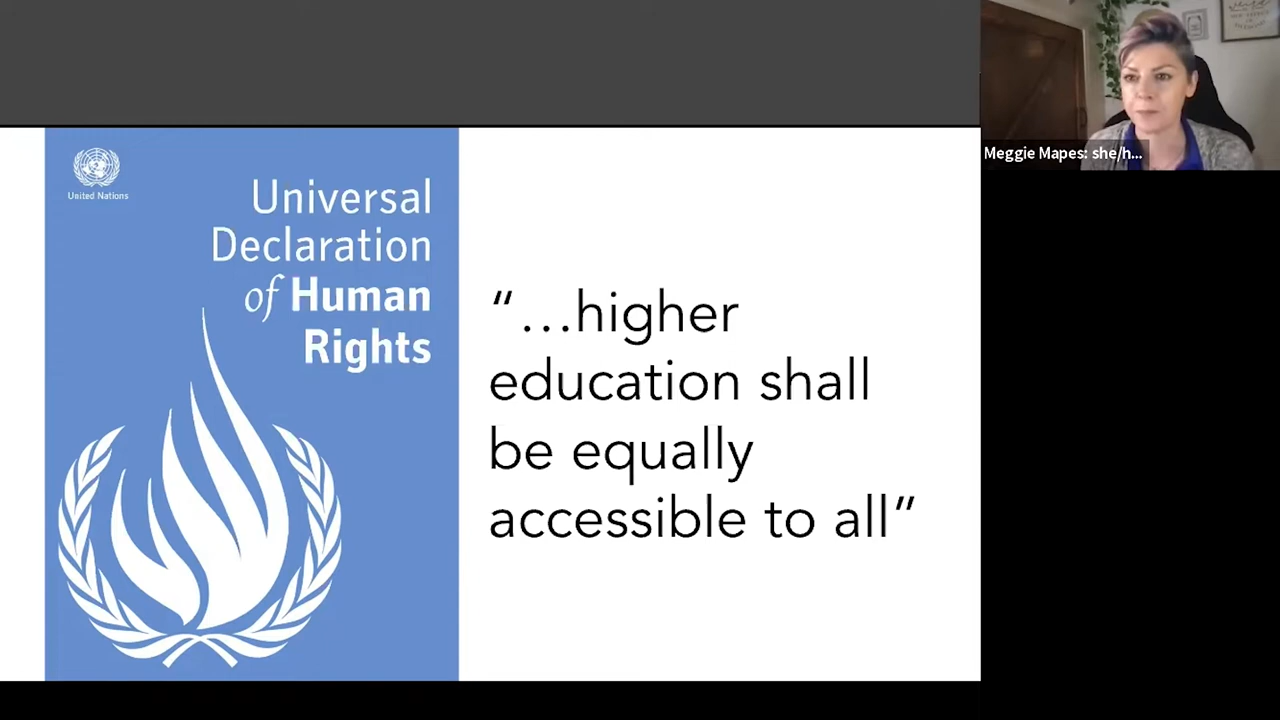 United Nations
Universal
Declaration
of Human
Rights
“…higher
education shall
be equally
accessible to all”
Meggie Mapes: she/h...